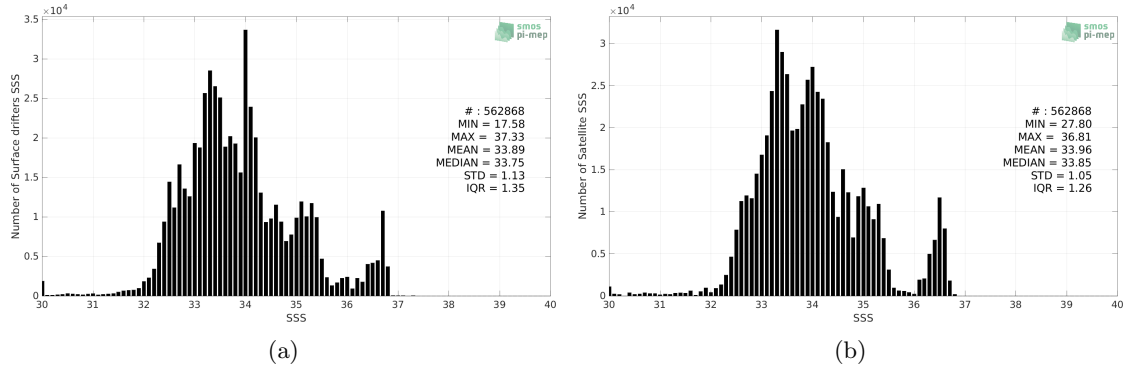 ×10⁴
3.5
3
2.5
2
1.5
1
0.5
0
Number of Surface drifters SSS
smos
pi-mep
# : 562868
MIN = 17.58
MAX = 37.33
MEAN = 33.89
MEDIAN = 33.75
STD = 1.13
IQR = 1.35
30 31 32 33 34 35 36 37 38 39 40
SSS
(a)
×10⁴
3
2.5
2
1.5
1
0.5
0
Number of Satellite SSS
smos
pi-mep
# : 562868
MIN = 27.80
MAX = 36.81
MEAN = 33.96
MEDIAN = 33.85
STD = 1.05
IQR = 1.26
30 31 32 33 34 35 36 37 38 39 40
SSS
(b)